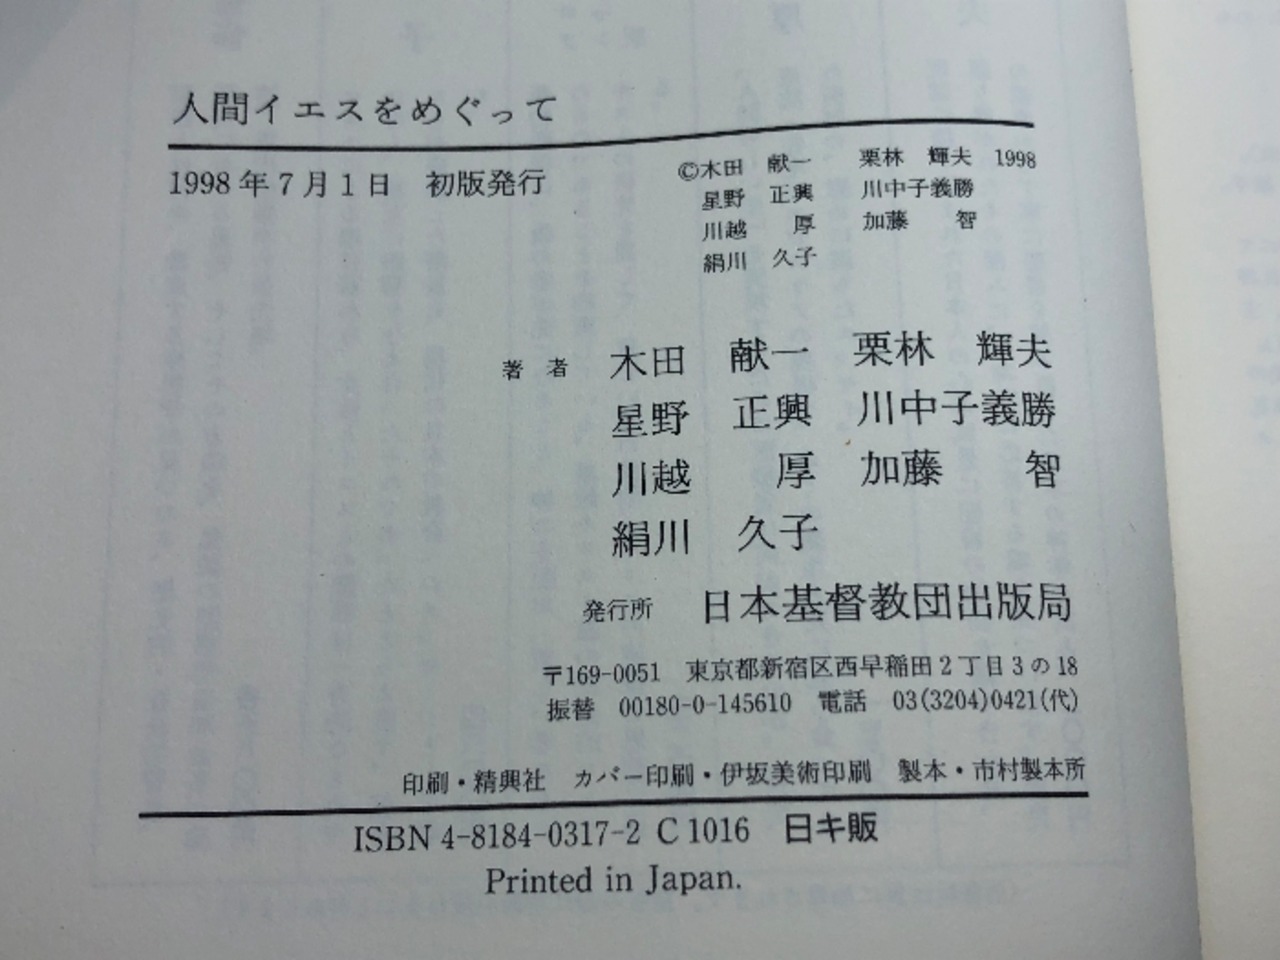 人間イエスをめぐって
1998年7月1日　初版発行
©木田　献一　栗林　輝夫　1998
星野　正興　川中子義勝
川越　厚　加藤　智
絹川　久子
著者　木田　献一　栗林　輝夫
星野　正興　川中子義勝
川越　厚　加藤　智
絹川　久子
発行所　日本基督教団出版局
〒169-0051　東京都新宿区西早稲田2丁目3の18
振替　00180-0-145610　電話　03(3204)0421(代)
印刷・精興社　カバー印刷・伊坂美術印刷　製本・市村製本所
ISBN 4-8184-0317-2 C 1016　日キ販
Printed in Japan.